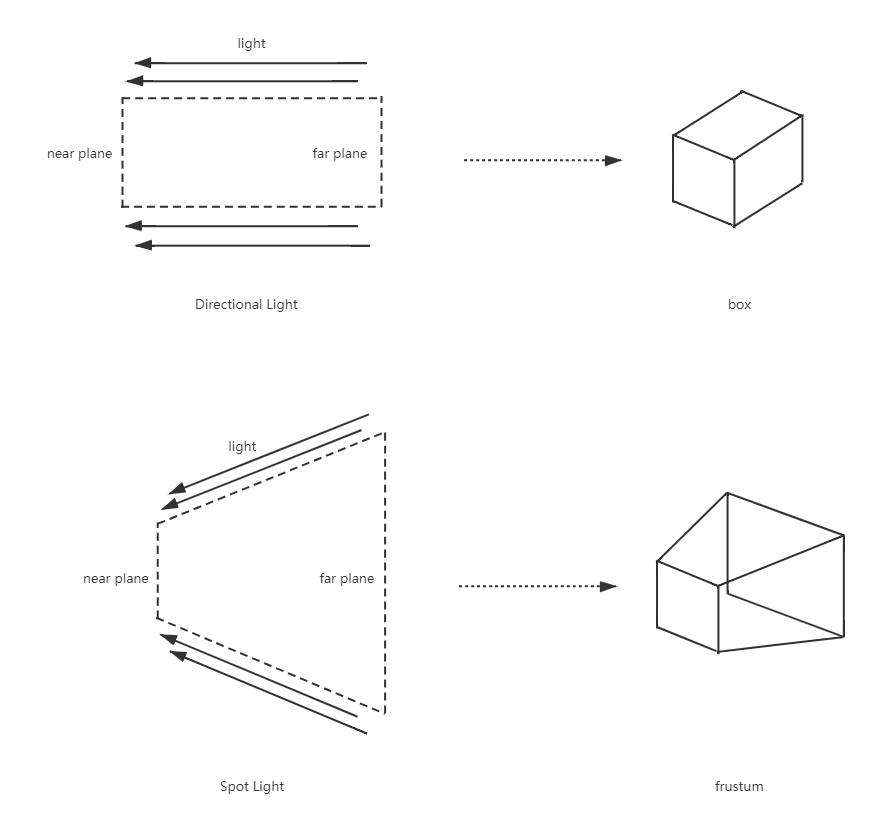 light
near plane
far plane
Directional Light
box
light
near plane
far plane
Spot Light
frustum